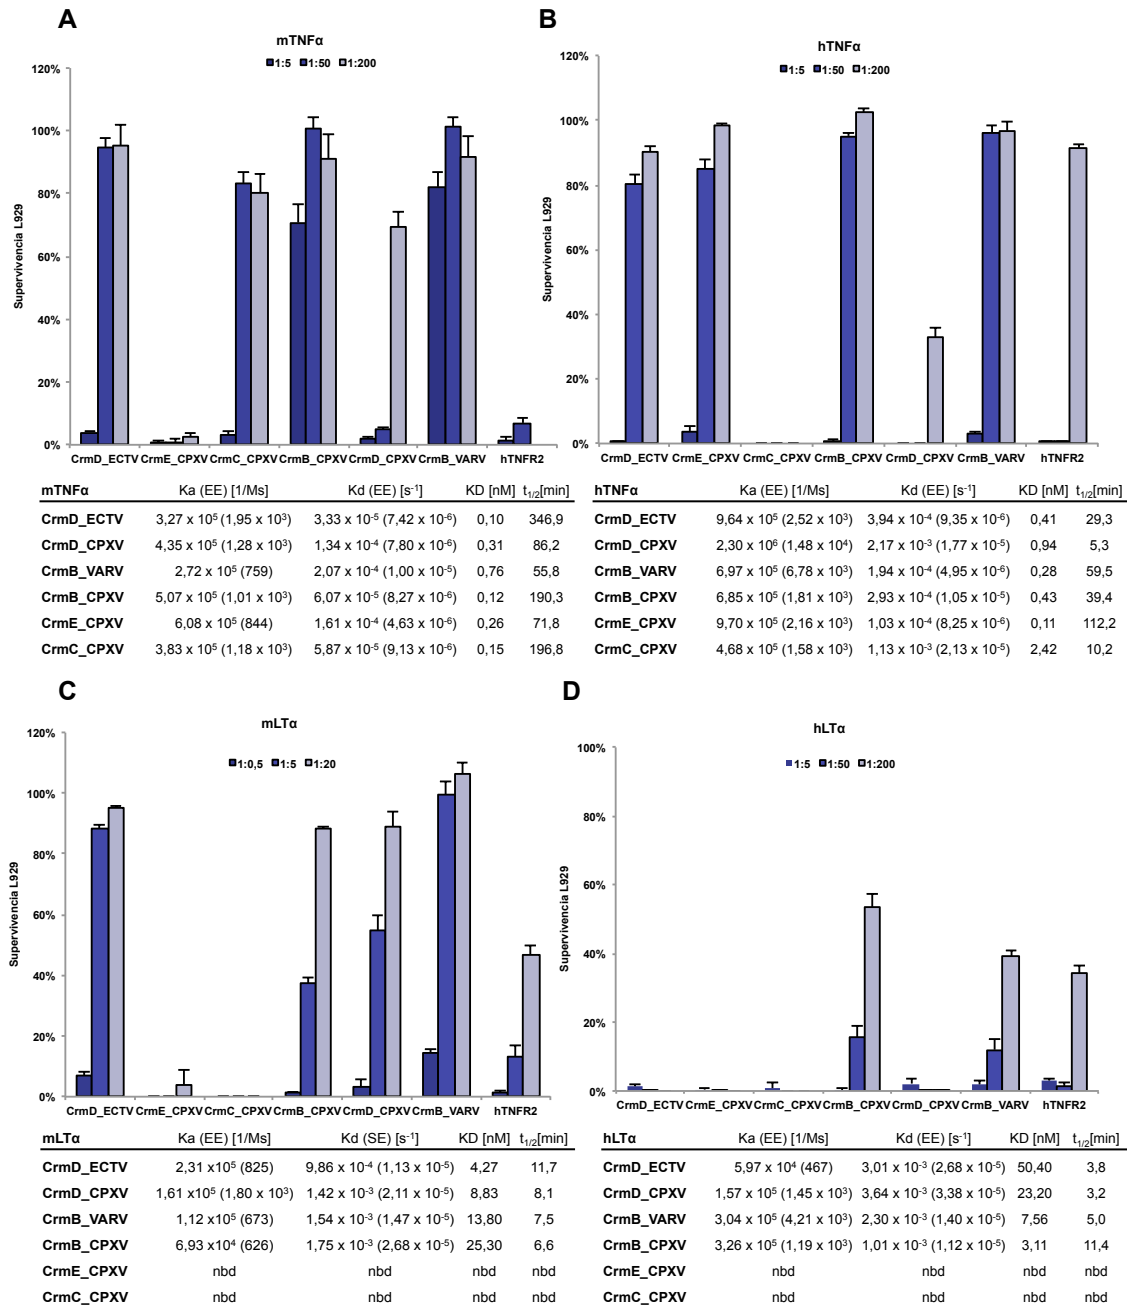 A
mTNFα
1:5 1:50 1:200
120%
100%
80%
60%
40%
20%
0%
Supervivencia L929
CrmD_ECTV CrmE_CPXV CrmC_CPXV CrmB_CPXV CrmD_CPXV CrmB_VARV hTNFR2
mTNFα Ka (EE) [1/Ms] Kd (EE) [s⁻¹] KD [nM] t₁/₂[min]
CrmD_ECTV 3,27 x 10⁵ (1,95 x 10³) 3,33 x 10⁻⁵ (7,42 x 10⁻⁶) 0,10 346,9
CrmD_CPXV 4,35 x 10⁵ (1,28 x 10³) 1,34 x 10⁻⁴ (7,80 x 10⁻⁶) 0,31 86,2
CrmB_VARV 2,72 x 10⁵ (759) 2,07 x 10⁻⁴ (1,00 x 10⁻⁵) 0,76 55,8
CrmB_CPXV 5,07 x 10⁵ (1,01 x 10³) 6,07 x 10⁻⁵ (8,27 x 10⁻⁶) 0,12 190,3
CrmE_CPXV 6,08 x 10⁵ (844) 1,61 x 10⁻⁴ (4,63 x 10⁻⁶) 0,26 71,8
CrmC_CPXV 3,83 x 10⁵ (1,18 x 10³) 5,87 x 10⁻⁵ (9,13 x 10⁻⁶) 0,15 196,8
B
hTNFα
1:5 1:50 1:200
120%
100%
80%
60%
40%
20%
0%
Supervivencia L929
CrmD_ECTV CrmE_CPXV CrmC_CPXV CrmB_CPXV CrmD_CPXV CrmB_VARV hTNFR2
hTNFα Ka (EE) [1/Ms] Kd (EE) [s⁻¹] KD [nM] t₁/₂[min]
CrmD_ECTV 9,64 x 10⁵ (2,52 x 10³) 3,94 x 10⁻⁴ (9,35 x 10⁻⁶) 0,41 29,3
CrmD_CPXV 2,30 x 10⁶ (1,48 x 10⁴) 2,17 x 10⁻³ (1,77 x 10⁻⁵) 0,94 5,3
CrmB_VARV 6,97 x 10⁵ (6,78 x 10³) 1,94 x 10⁻⁴ (4,95 x 10⁻⁶) 0,28 59,5
CrmB_CPXV 6,85 x 10⁵ (1,81 x 10³) 2,93 x 10⁻⁴ (1,05 x 10⁻⁵) 0,43 39,4
CrmE_CPXV 9,70 x 10⁵ (2,16 x 10³) 1,03 x 10⁻⁴ (8,25 x 10⁻⁶) 0,11 112,2
CrmC_CPXV 4,68 x 10⁵ (1,58 x 10³) 1,13 x 10⁻³ (2,13 x 10⁻⁵) 2,42 10,2
C
mLTα
1:0,5 1:5 1:20
120%
100%
80%
60%
40%
20%
0%
Supervivencia L929
CrmD_ECTV CrmE_CPXV CrmC_CPXV CrmB_CPXV CrmD_CPXV CrmB_VARV hTNFR2
mLTα Ka (EE) [1/Ms] Kd (SE) [s⁻¹] KD [nM] t₁/₂[min]
CrmD_ECTV 2,31 x10⁵ (825) 9,86 x 10⁻⁴ (1,13 x 10⁻⁵) 4,27 11,7
CrmD_CPXV 1,61 x10⁵ (1,80 x 10³) 1,42 x 10⁻³ (2,11 x 10⁻⁵) 8,83 8,1
CrmB_VARV 1,12 x10⁵ (673) 1,54 x 10⁻³ (1,47 x 10⁻⁵) 13,80 7,5
CrmB_CPXV 6,93 x10⁴ (626) 1,75 x 10⁻³ (2,68 x 10⁻⁵) 25,30 6,6
CrmE_CPXV nbd nbd nbd nbd
CrmC_CPXV nbd nbd nbd nbd
D
hLTα
1:5 1:50 1:200
100%
80%
60%
40%
20%
0%
Supervivencia L929
CrmD_ECTV CrmE_CPXV CrmC_CPXV CrmB_CPXV CrmD_CPXV CrmB_VARV hTNFR2
hLTα Ka (EE) [1/Ms] Kd (EE) [s⁻¹] KD [nM] t₁/₂[min]
CrmD_ECTV 5,97 x 10⁴ (467) 3,01 x 10⁻³ (2,68 x 10⁻⁵) 50,40 3,8
CrmD_CPXV 1,57 x 10⁵ (1,45 x 10³) 3,64 x 10⁻³ (3,38 x 10⁻⁵) 23,20 3,2
CrmB_VARV 3,04 x 10⁵ (4,21 x 10³) 2,30 x 10⁻³ (1,40 x 10⁻⁵) 7,56 5,0
CrmB_CPXV 3,26 x 10⁵ (1,19 x 10³) 1,01 x 10⁻³ (1,12 x 10⁻⁵) 3,11 11,4
CrmE_CPXV nbd nbd nbd nbd
CrmC_CPXV nbd nbd nbd nbd